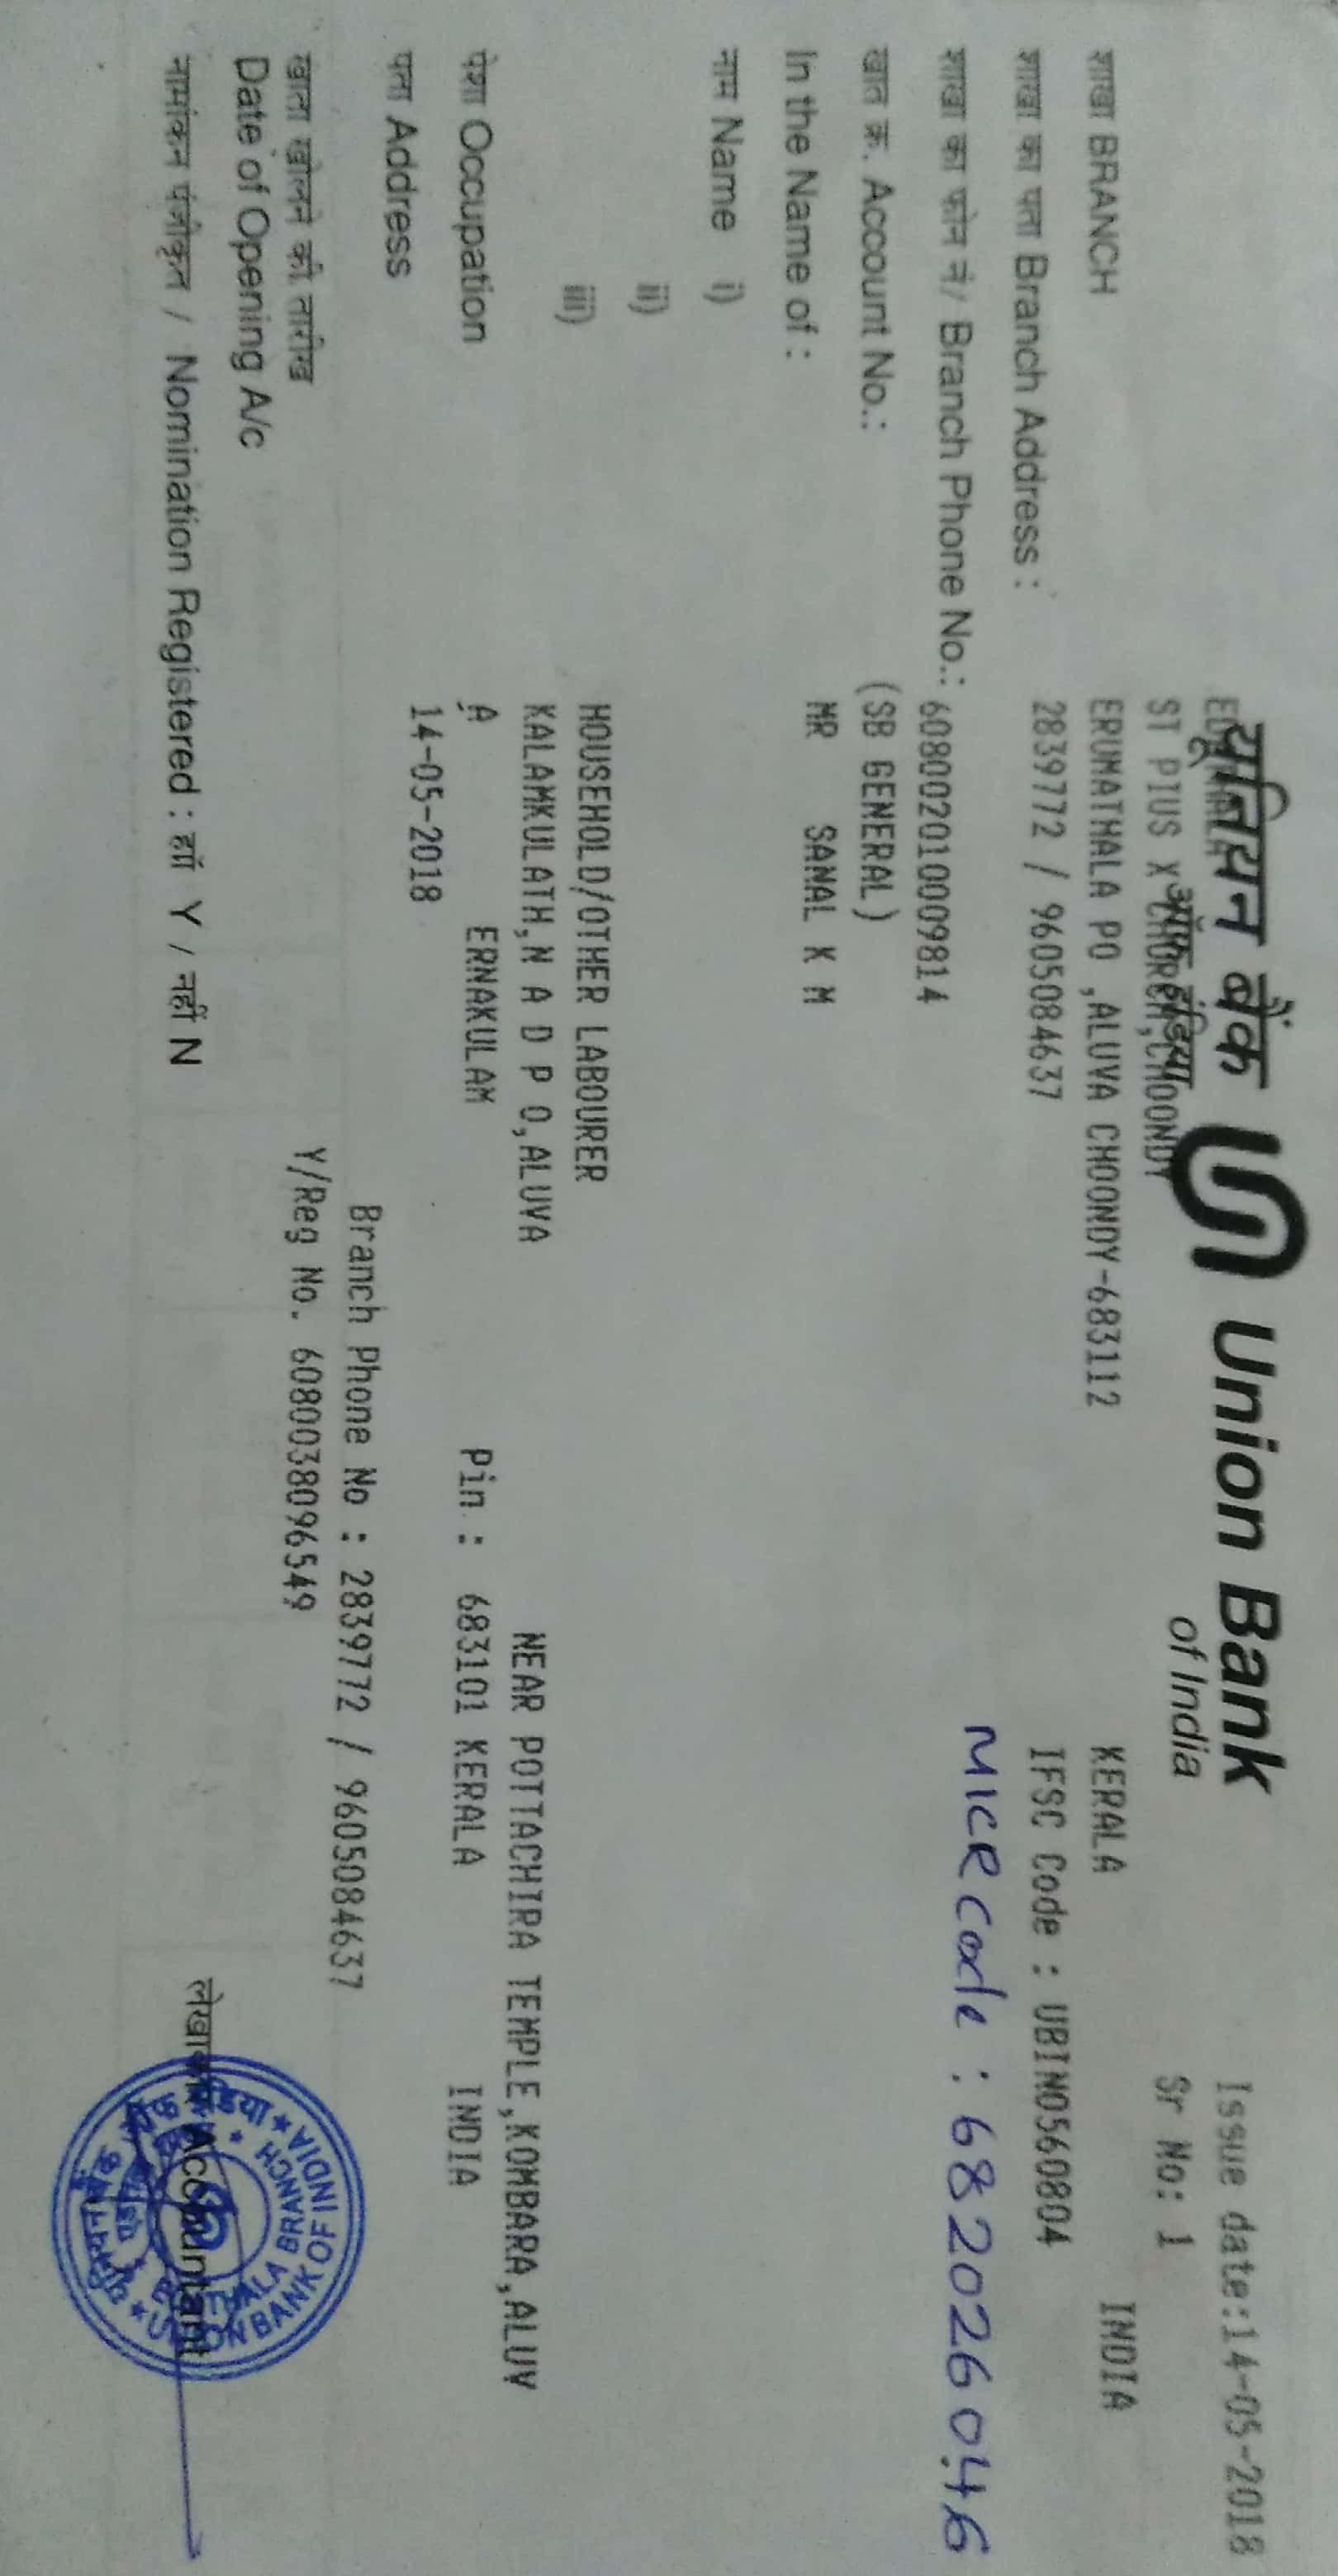 यूनियन बैंक Union Bank
ऑफ इंडिया of India
Issue date:14-05-2018
Sr No: 1
शाखा BRANCH
ST PIUS X CHURCH,CHOONDY
शाखा का पता Branch Address :
ERUMATHALA PO ,ALUVA CHOONDY-683112 KERALA INDIA
2839772 / 9605084637 IFSC Code : UBIN0560804
शाखा का फोन नं/ Branch Phone No.:
MICR Code : 682026046
खात क्र. Account No.: 608002010009814
(SB GENERAL)
In the Name of : MR SANAL K M
नाम Name i)
ii)
iii)
HOUSEHOLD/OTHER LABOURER
पेशा Occupation
KALAMKULATH,N A D P O,ALUVA NEAR POTTACHIRA TEMPLE,KOMBARA,ALUV
पता Address
A ERNAKULAM Pin : 683101 KERALA INDIA
14-05-2018
खाता खोलने की तारीख
Date of Opening A/c
Branch Phone No : 2839772 / 9605084637
Y/Reg No. 6080038096549
नामांकन पंजीकृत / Nomination Registered : हाँ Y / नहीं N
Accountant
UNION BANK OF INDIA
BRANCH